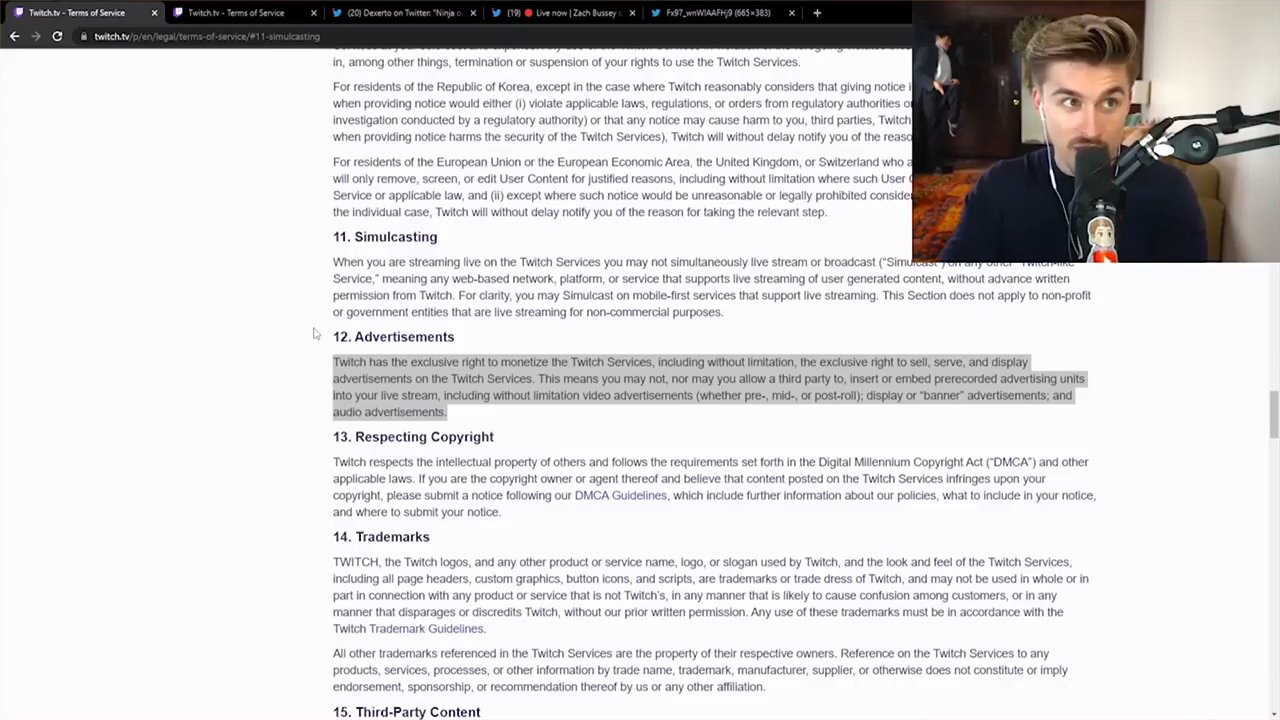 Twitch.tv - Terms of Service
Twitch.tv - Terms of Service
(20) Dexerto on Twitter: "Ninja o
(19) 🔴 Live now | Zach Bussey
Fx97_wnWIAAFHj9 (665×383)
twitch.tv/p/en/legal/terms-of-service/#11-simulcasting
in, among other things, termination or suspension of your rights to use the Twitch Services.
For residents of the Republic of Korea, except in the case where Twitch reasonably considers that giving notice i
when providing notice would either (i) violate applicable laws, regulations, or orders from regulatory authorities or
investigation conducted by a regulatory authority) or that any notice may cause harm to you, third parties, Twitch
when providing notice harms the security of the Twitch Services), Twitch will without delay notify you of the reaso
For residents of the European Union or the European Economic Area, the United Kingdom, or Switzerland who a
will only remove, screen, or edit User Content for justified reasons, including without limitation where such User C
Service or applicable law, and (ii) except where such notice would be unreasonable or legally prohibited consider
the individual case, Twitch will without delay notify you of the reason for taking the relevant step.
11. Simulcasting
When you are streaming live on the Twitch Services you may not simultaneously live stream or broadcast ("Simulcast") on any other "Twitch-like
Service," meaning any web-based network, platform, or service that supports live streaming of user generated content, without advance written
permission from Twitch. For clarity, you may Simulcast on mobile-first services that support live streaming. This Section does not apply to non-profit
or government entities that are live streaming for non-commercial purposes.
12. Advertisements
Twitch has the exclusive right to monetize the Twitch Services, including without limitation, the exclusive right to sell, serve, and display
advertisements on the Twitch Services. This means you may not, nor may you allow a third party to, insert or embed prerecorded advertising units
into your live stream, including without limitation video advertisements (whether pre-, mid-, or post-roll); display or "banner" advertisements; and
audio advertisements.
13. Respecting Copyright
Twitch respects the intellectual property of others and follows the requirements set forth in the Digital Millennium Copyright Act ("DMCA") and other
applicable laws. If you are the copyright owner or agent thereof and believe that content posted on the Twitch Services infringes upon your
copyright, please submit a notice following our DMCA Guidelines, which include further information about our policies, what to include in your notice,
and where to submit your notice.
14. Trademarks
TWITCH, the Twitch logos, and any other product or service name, logo, or slogan used by Twitch, and the look and feel of the Twitch Services,
including all page headers, custom graphics, button icons, and scripts, are trademarks or trade dress of Twitch, and may not be used in whole or in
part in connection with any product or service that is not Twitch's, in any manner that is likely to cause confusion among customers, or in any
manner that disparages or discredits Twitch, without our prior written permission. Any use of these trademarks must be in accordance with the
Twitch Trademark Guidelines.
All other trademarks referenced in the Twitch Services are the property of their respective owners. Reference on the Twitch Services to any
products, services, processes, or other information by trade name, trademark, manufacturer, supplier, or otherwise does not constitute or imply
endorsement, sponsorship, or recommendation thereof by us or any other affiliation.
15. Third-Party Content